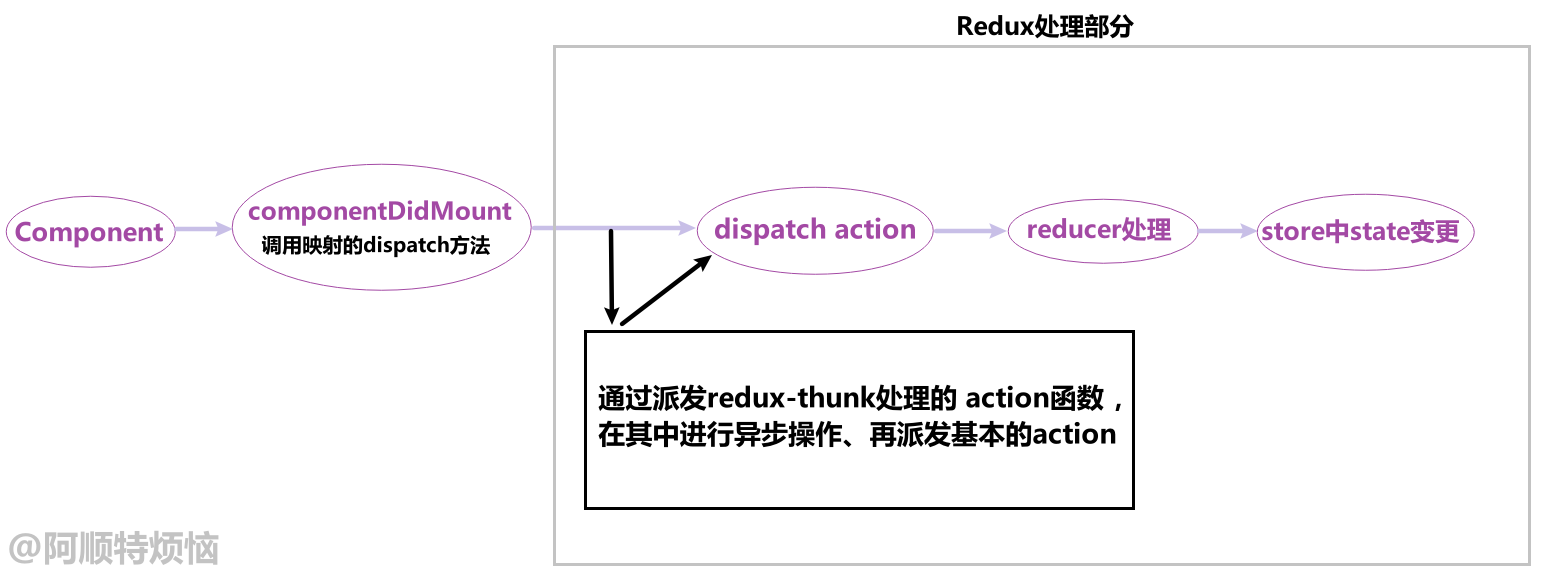 Redux处理部分
Component
componentDidMount
调用映射的dispatch方法
dispatch action
reducer处理
store中state变更
通过派发redux-thunk处理的 action函数，
在其中进行异步操作、再派发基本的action
@阿顺特烦恼